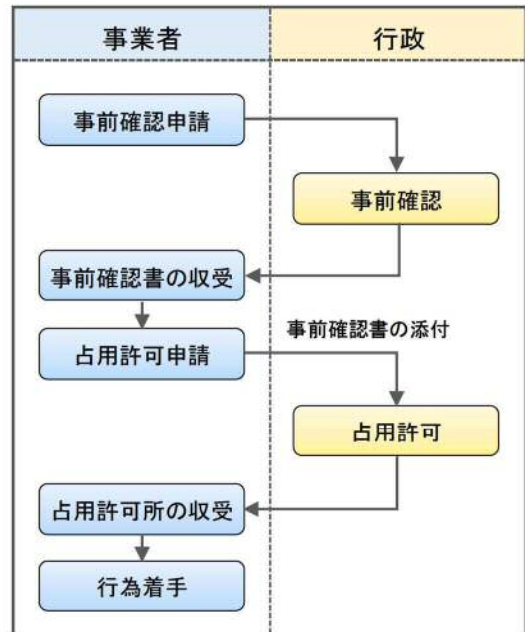 事業者
行政
事前確認申請
事前確認
事前確認書の収受
事前確認書の添付
占用許可申請
占用許可
占用許可所の収受
行為着手